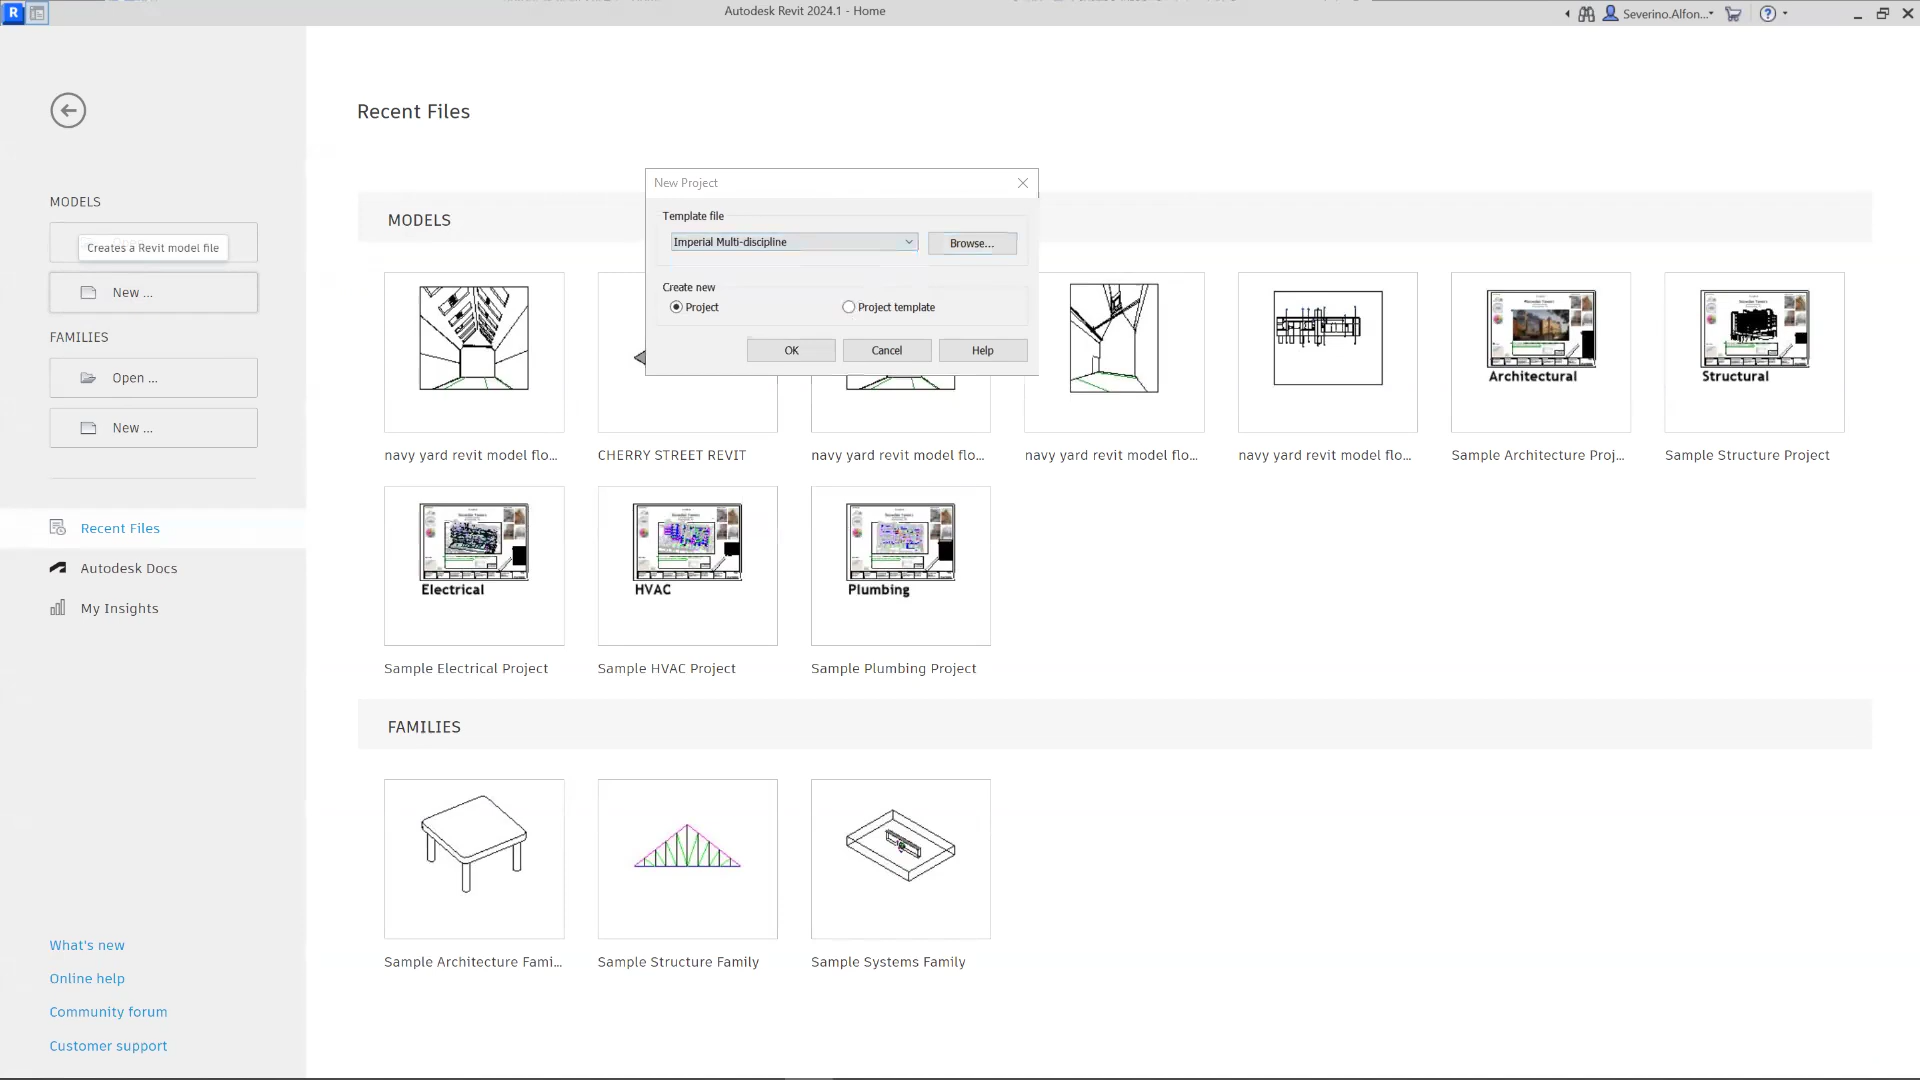 R
Autodesk Revit 2024.1 - Home
Severino.Alfon...
Recent Files
MODELS
Creates a Revit model file
New ...
FAMILIES
Open ...
New ...
Recent Files
Autodesk Docs
My Insights
What's new
Online help
Community forum
Customer support
New Project
Template file
Imperial Multi-discipline
Browse...
Create new
Project
Project template
OK
Cancel
Help
MODELS
Architectural
Structural
navy yard revit model flo...
CHERRY STREET REVIT
navy yard revit model flo...
navy yard revit model flo...
navy yard revit model flo...
Sample Architecture Proj...
Sample Structure Project
Electrical
HVAC
Plumbing
Sample Electrical Project
Sample HVAC Project
Sample Plumbing Project
FAMILIES
Sample Architecture Fami...
Sample Structure Family
Sample Systems Family